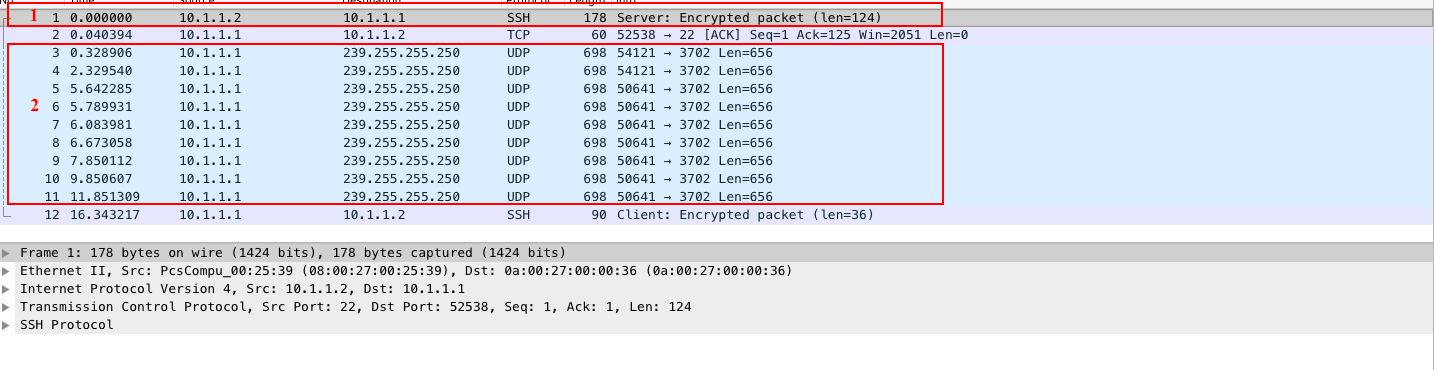 1 1 0.000000 10.1.1.2 10.1.1.1 SSH 178 Server: Encrypted packet (len=124)
2 0.040394 10.1.1.1 10.1.1.2 TCP 60 52538 → 22 [ACK] Seq=1 Ack=125 Win=2051 Len=0
3 0.328906 10.1.1.1 239.255.255.250 UDP 698 54121 → 3702 Len=656
4 2.329540 10.1.1.1 239.255.255.250 UDP 698 54121 → 3702 Len=656
5 5.642285 10.1.1.1 239.255.255.250 UDP 698 50641 → 3702 Len=656
2 6 5.789931 10.1.1.1 239.255.255.250 UDP 698 50641 → 3702 Len=656
7 6.083981 10.1.1.1 239.255.255.250 UDP 698 50641 → 3702 Len=656
8 6.673058 10.1.1.1 239.255.255.250 UDP 698 50641 → 3702 Len=656
9 7.850112 10.1.1.1 239.255.255.250 UDP 698 50641 → 3702 Len=656
10 9.850607 10.1.1.1 239.255.255.250 UDP 698 50641 → 3702 Len=656
11 11.851309 10.1.1.1 239.255.255.250 UDP 698 50641 → 3702 Len=656
12 16.343217 10.1.1.1 10.1.1.2 SSH 90 Client: Encrypted packet (len=36)
Frame 1: 178 bytes on wire (1424 bits), 178 bytes captured (1424 bits)
Ethernet II, Src: PcsCompu_00:25:39 (08:00:27:00:25:39), Dst: 0a:00:27:00:00:36 (0a:00:27:00:00:36)
Internet Protocol Version 4, Src: 10.1.1.2, Dst: 10.1.1.1
Transmission Control Protocol, Src Port: 22, Dst Port: 52538, Seq: 1, Ack: 1, Len: 124
SSH Protocol